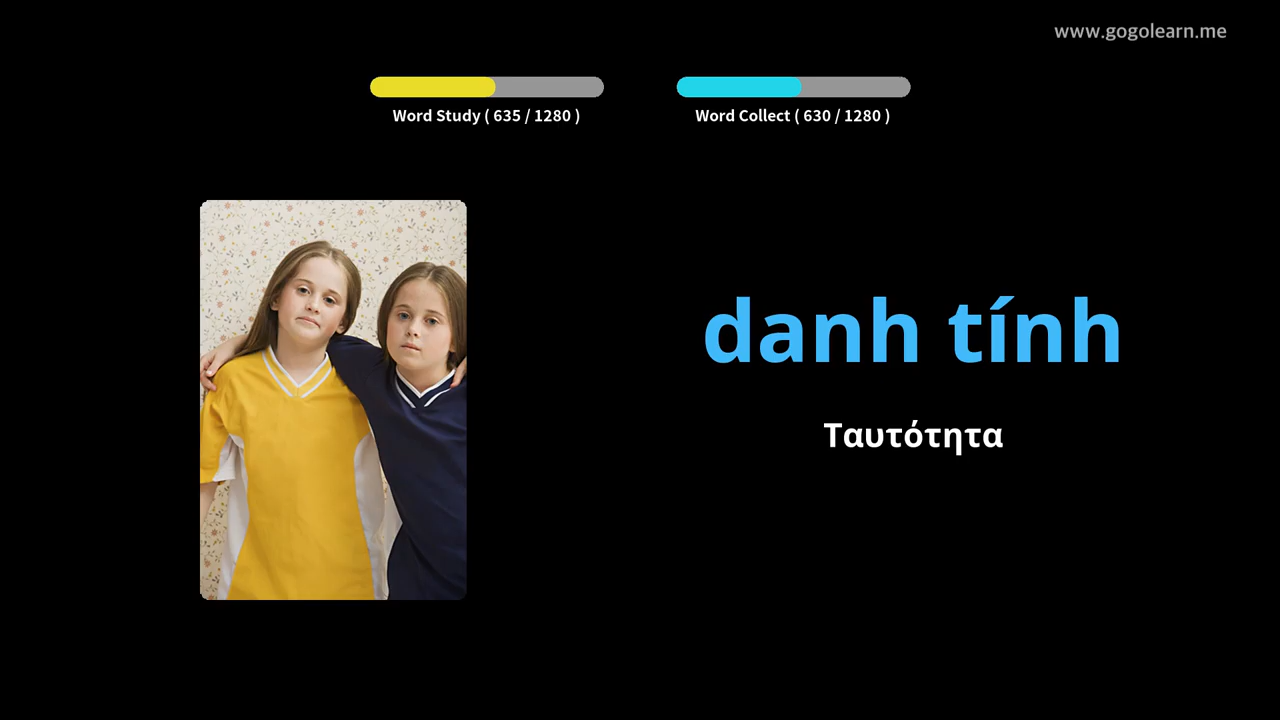 www.gogolearn.me
Word Study ( 635 / 1280 )
Word Collect ( 630 / 1280 )
danh tính
Ταυτότητα